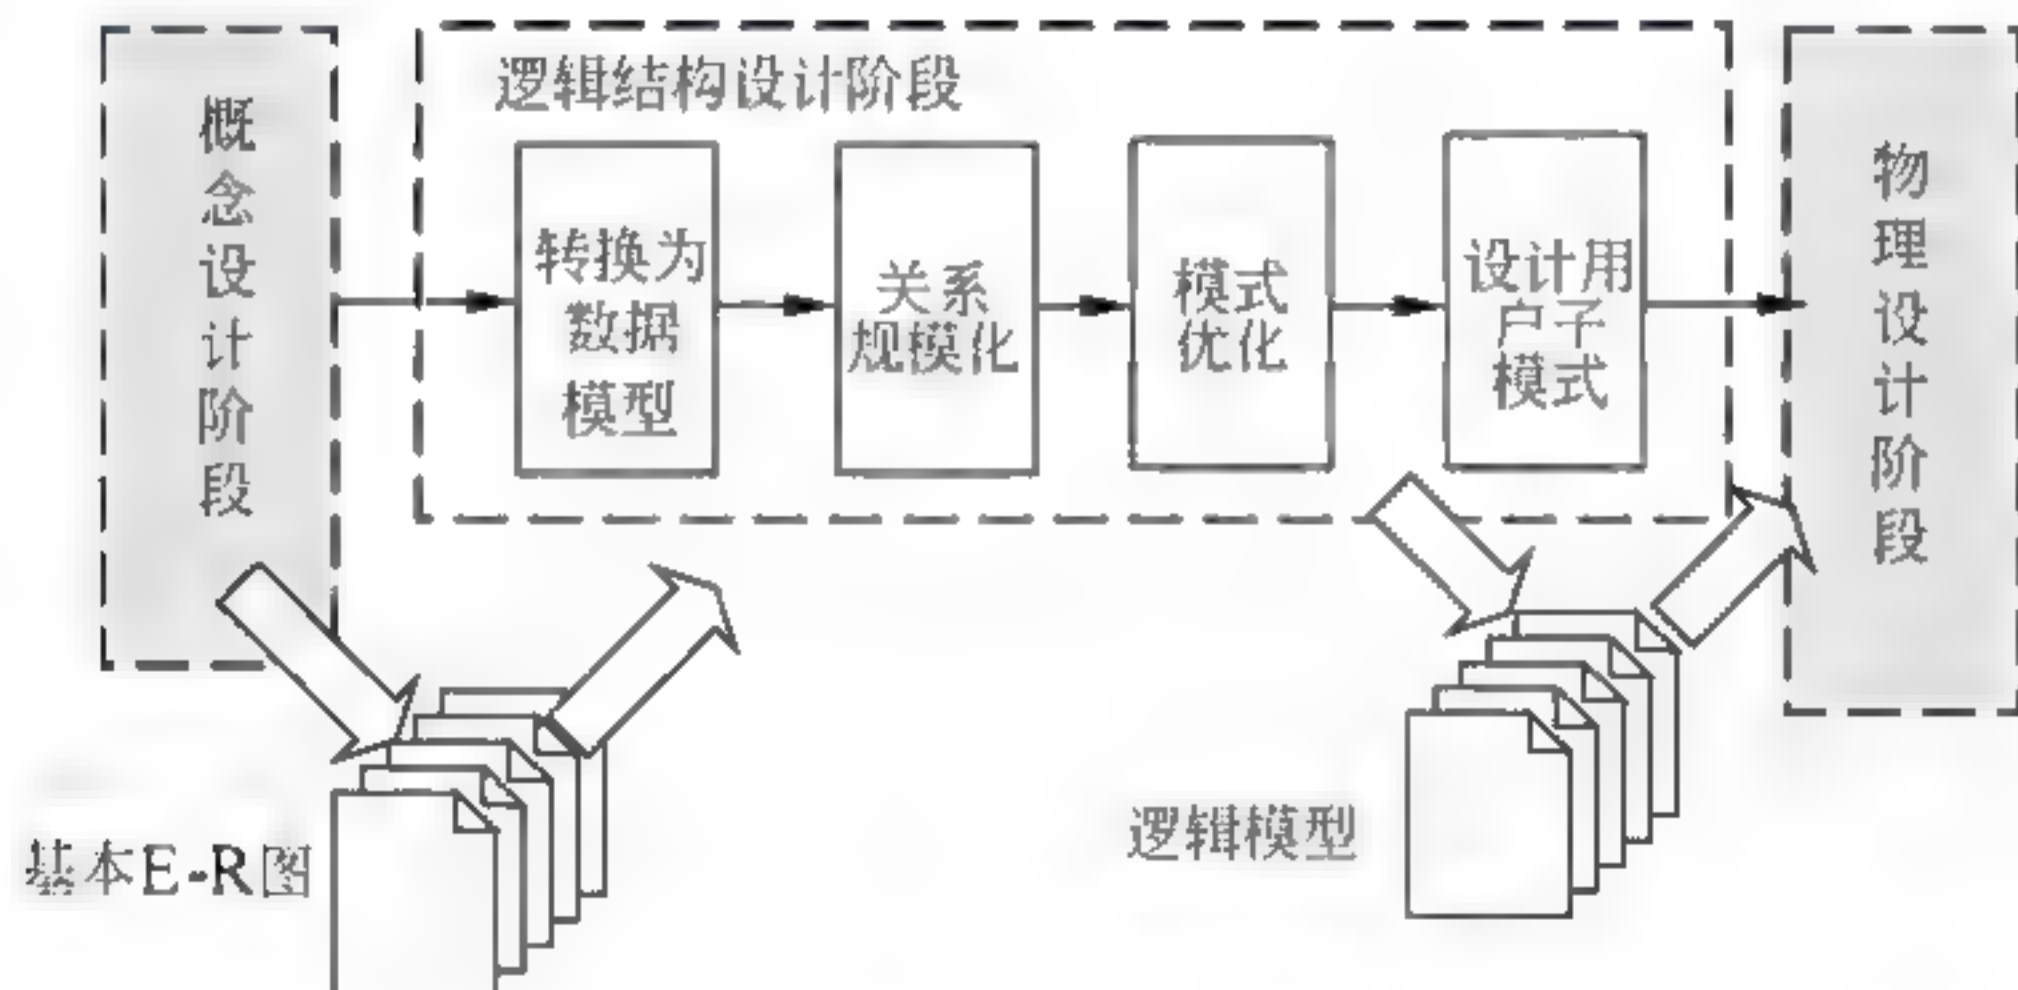 概念设计阶段
逻辑结构设计阶段
转换为
数据
模型
关系
规模化
模式
优化
设计用
户子
模式
物理设计阶段
基本E-R图
逻辑模型